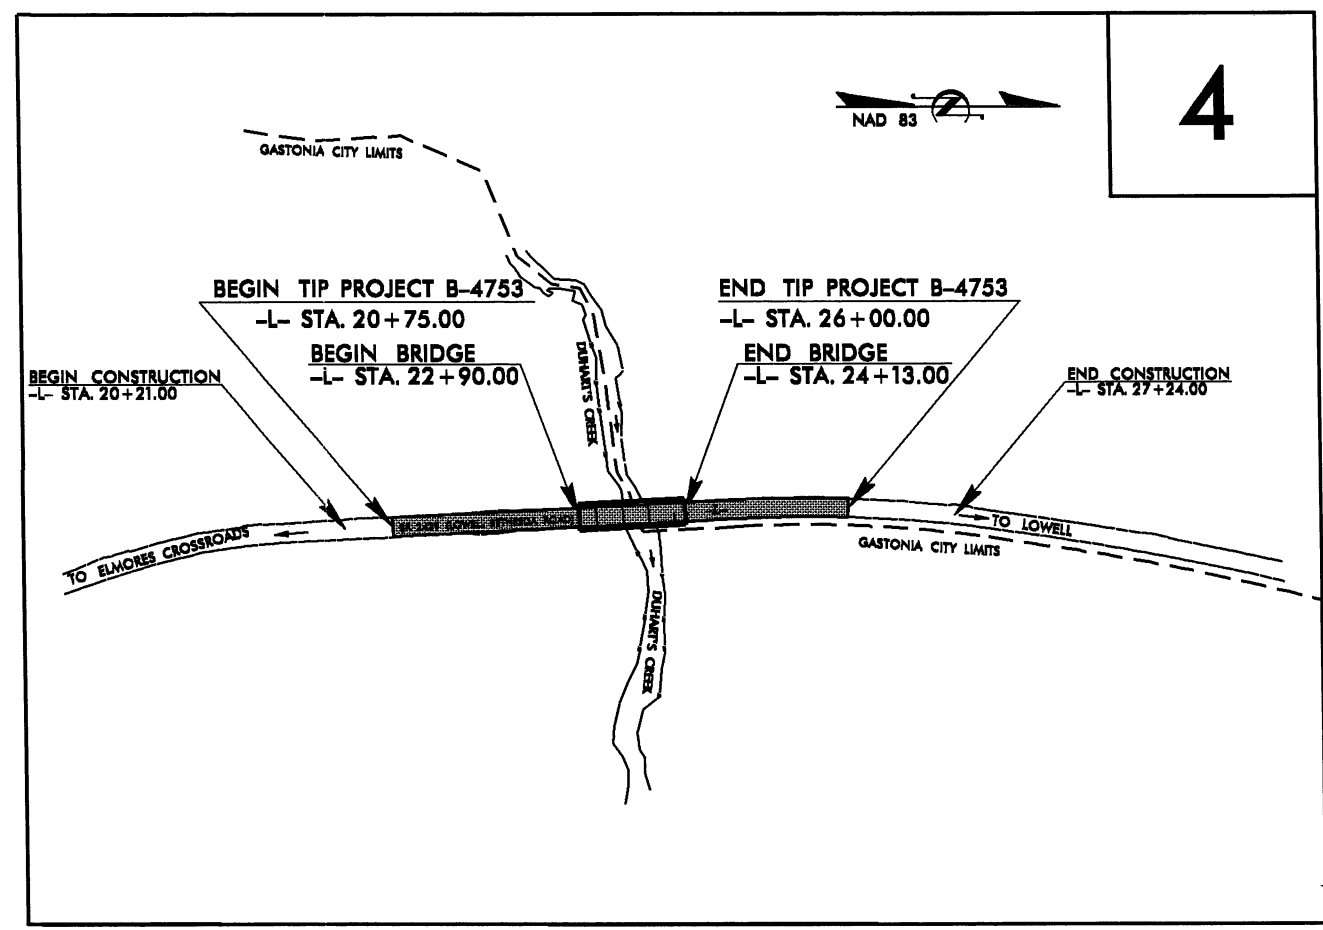 4
NAD 83
GASTONIA CITY LIMITS
BEGIN TIP PROJECT B-4753
-L- STA. 20+75.00
END TIP PROJECT B-4753
-L- STA. 26+00.00
BEGIN BRIDGE
-L- STA. 22+90.00
END BRIDGE
-L- STA. 24+13.00
BEGIN CONSTRUCTION
-L- STA. 20+21.00
END CONSTRUCTION
-L- STA. 27+24.00
DUHART'S CREEK
-L-
TO ELMORES CROSSROADS
TO LOWELL
GASTONIA CITY LIMITS
DUHART'S CREEK